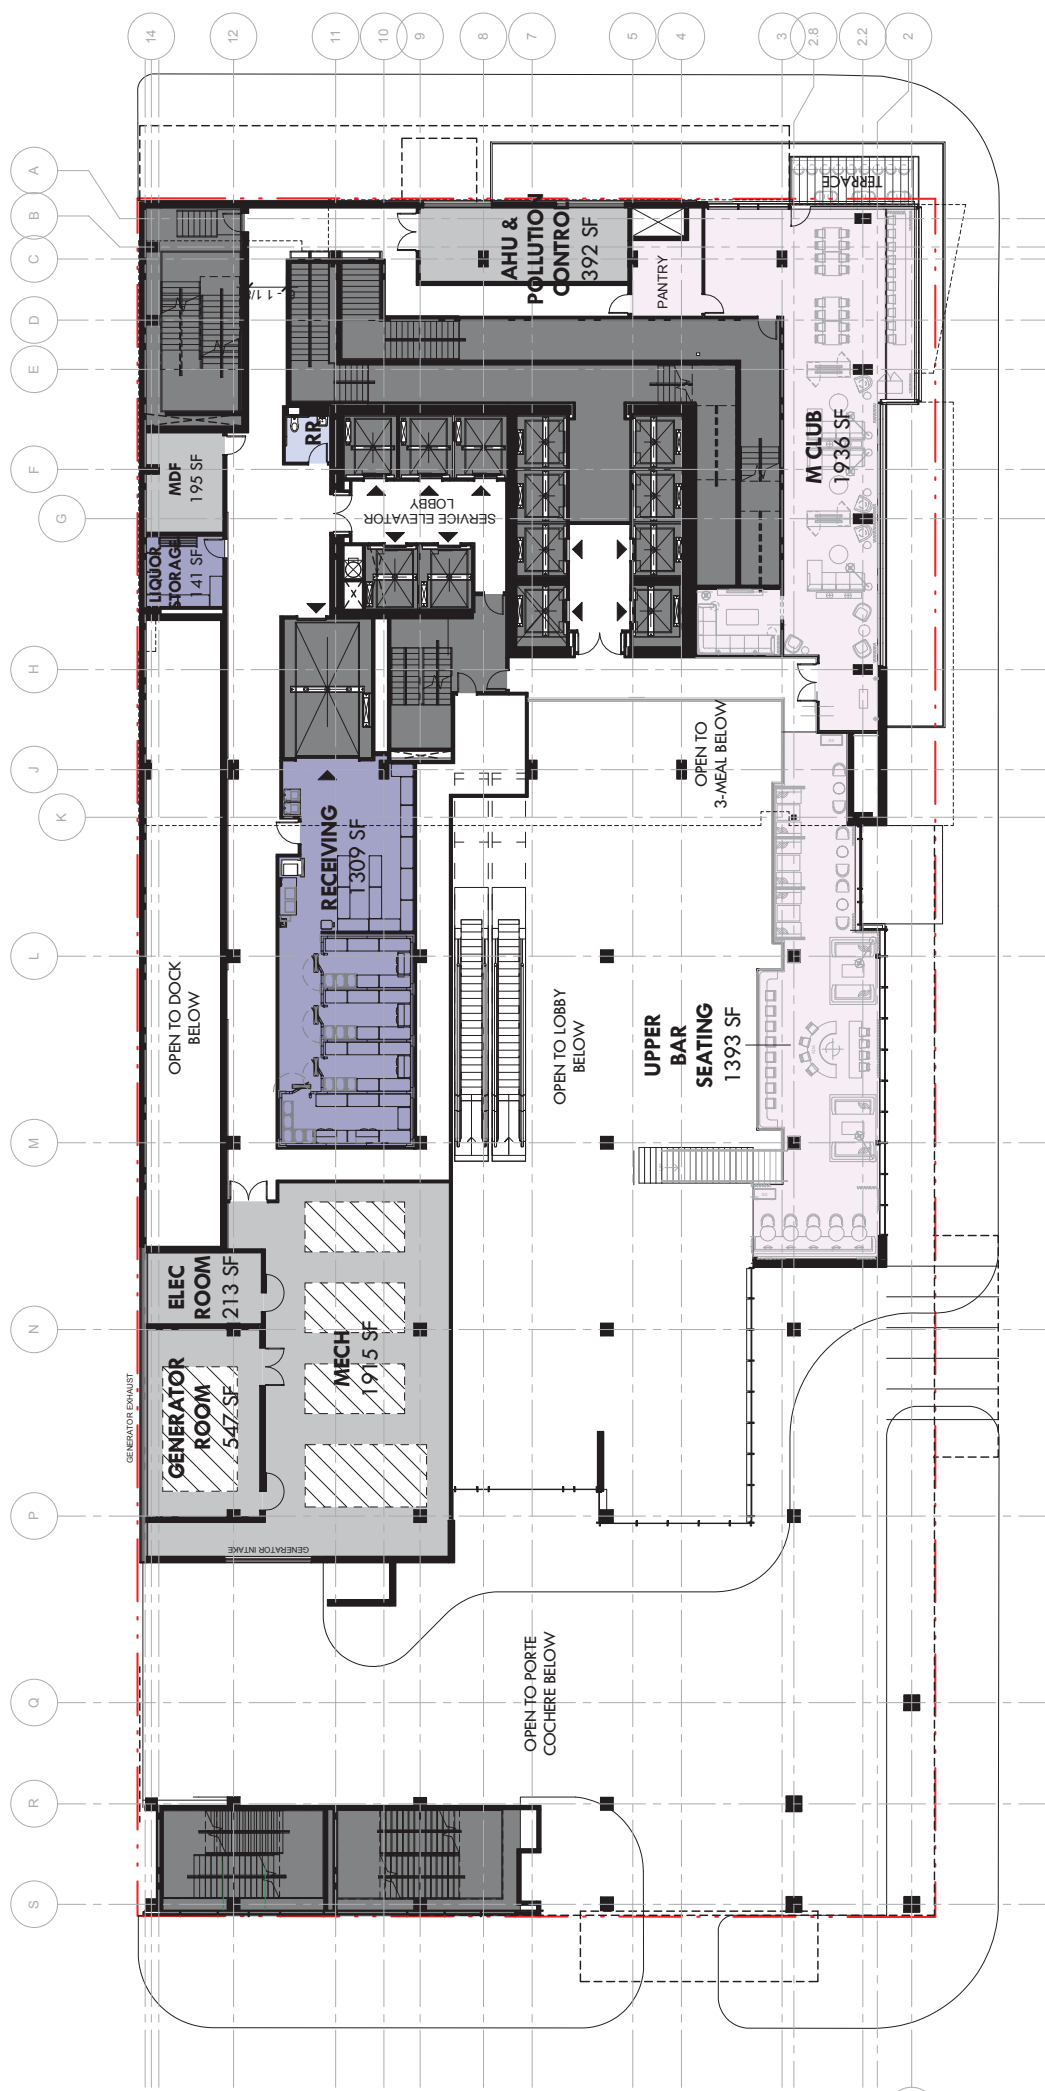 14
12
11
10
9
8
7
5
4
3
2.8
2.2
2
A
B
C
D
E
F
G
H
J
K
L
M
N
P
Q
R
S
TERRACE
AHU &
POLLUTION
CONTROL
392 SF
PANTRY
M CLUB
1936 SF
RR
MDF
195 SF
SERVICE ELEVATOR
LOBBY
LIQUOR
STORAGE
141 SF
OPEN TO
3-MEAL BELOW
RECEIVING
1309 SF
OPEN TO DOCK
BELOW
OPEN TO LOBBY
BELOW
UPPER
BAR
SEATING
1393 SF
ELEC
ROOM
213 SF
MECH
1915 SF
GENERATOR
ROOM
547 SF
GENERATOR EXHAUST
GENERATOR INTAKE
OPEN TO PORTE
COCHERE BELOW